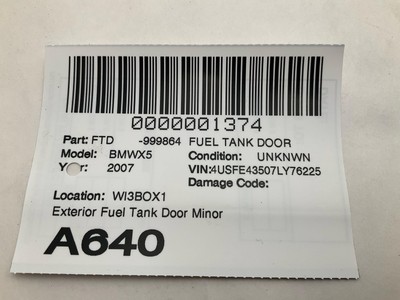 0000001374
Part: FTD -999864 FUEL TANK DOOR
Model: BMWX5 Condition: UNKNWN
Year: 2007 VIN:4USFE43507LY76225
Damage Code:
Location: WI3BOX1
Exterior Fuel Tank Door Minor
A640